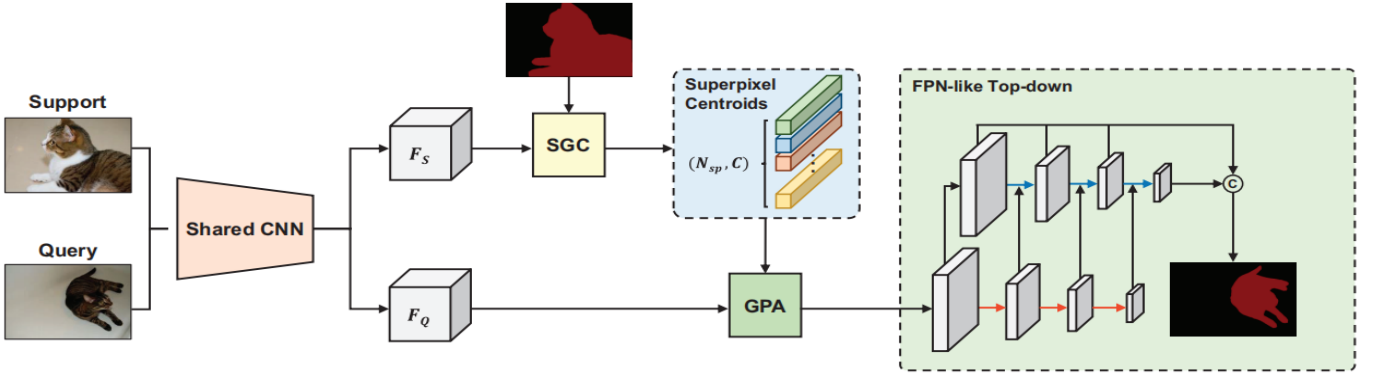 Support
Query
Shared CNN
F_S
F_Q
SGC
Superpixel
Centroids
(N_sp, C)
GPA
FPN-like Top-down
C